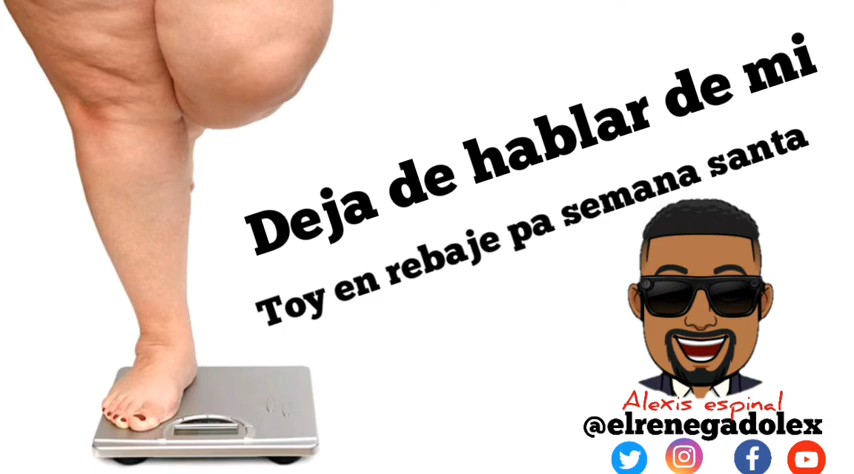 Deja de hablar de mi
Toy en rebaje pa semana santa
Alexis espinal
@elrenegadolex